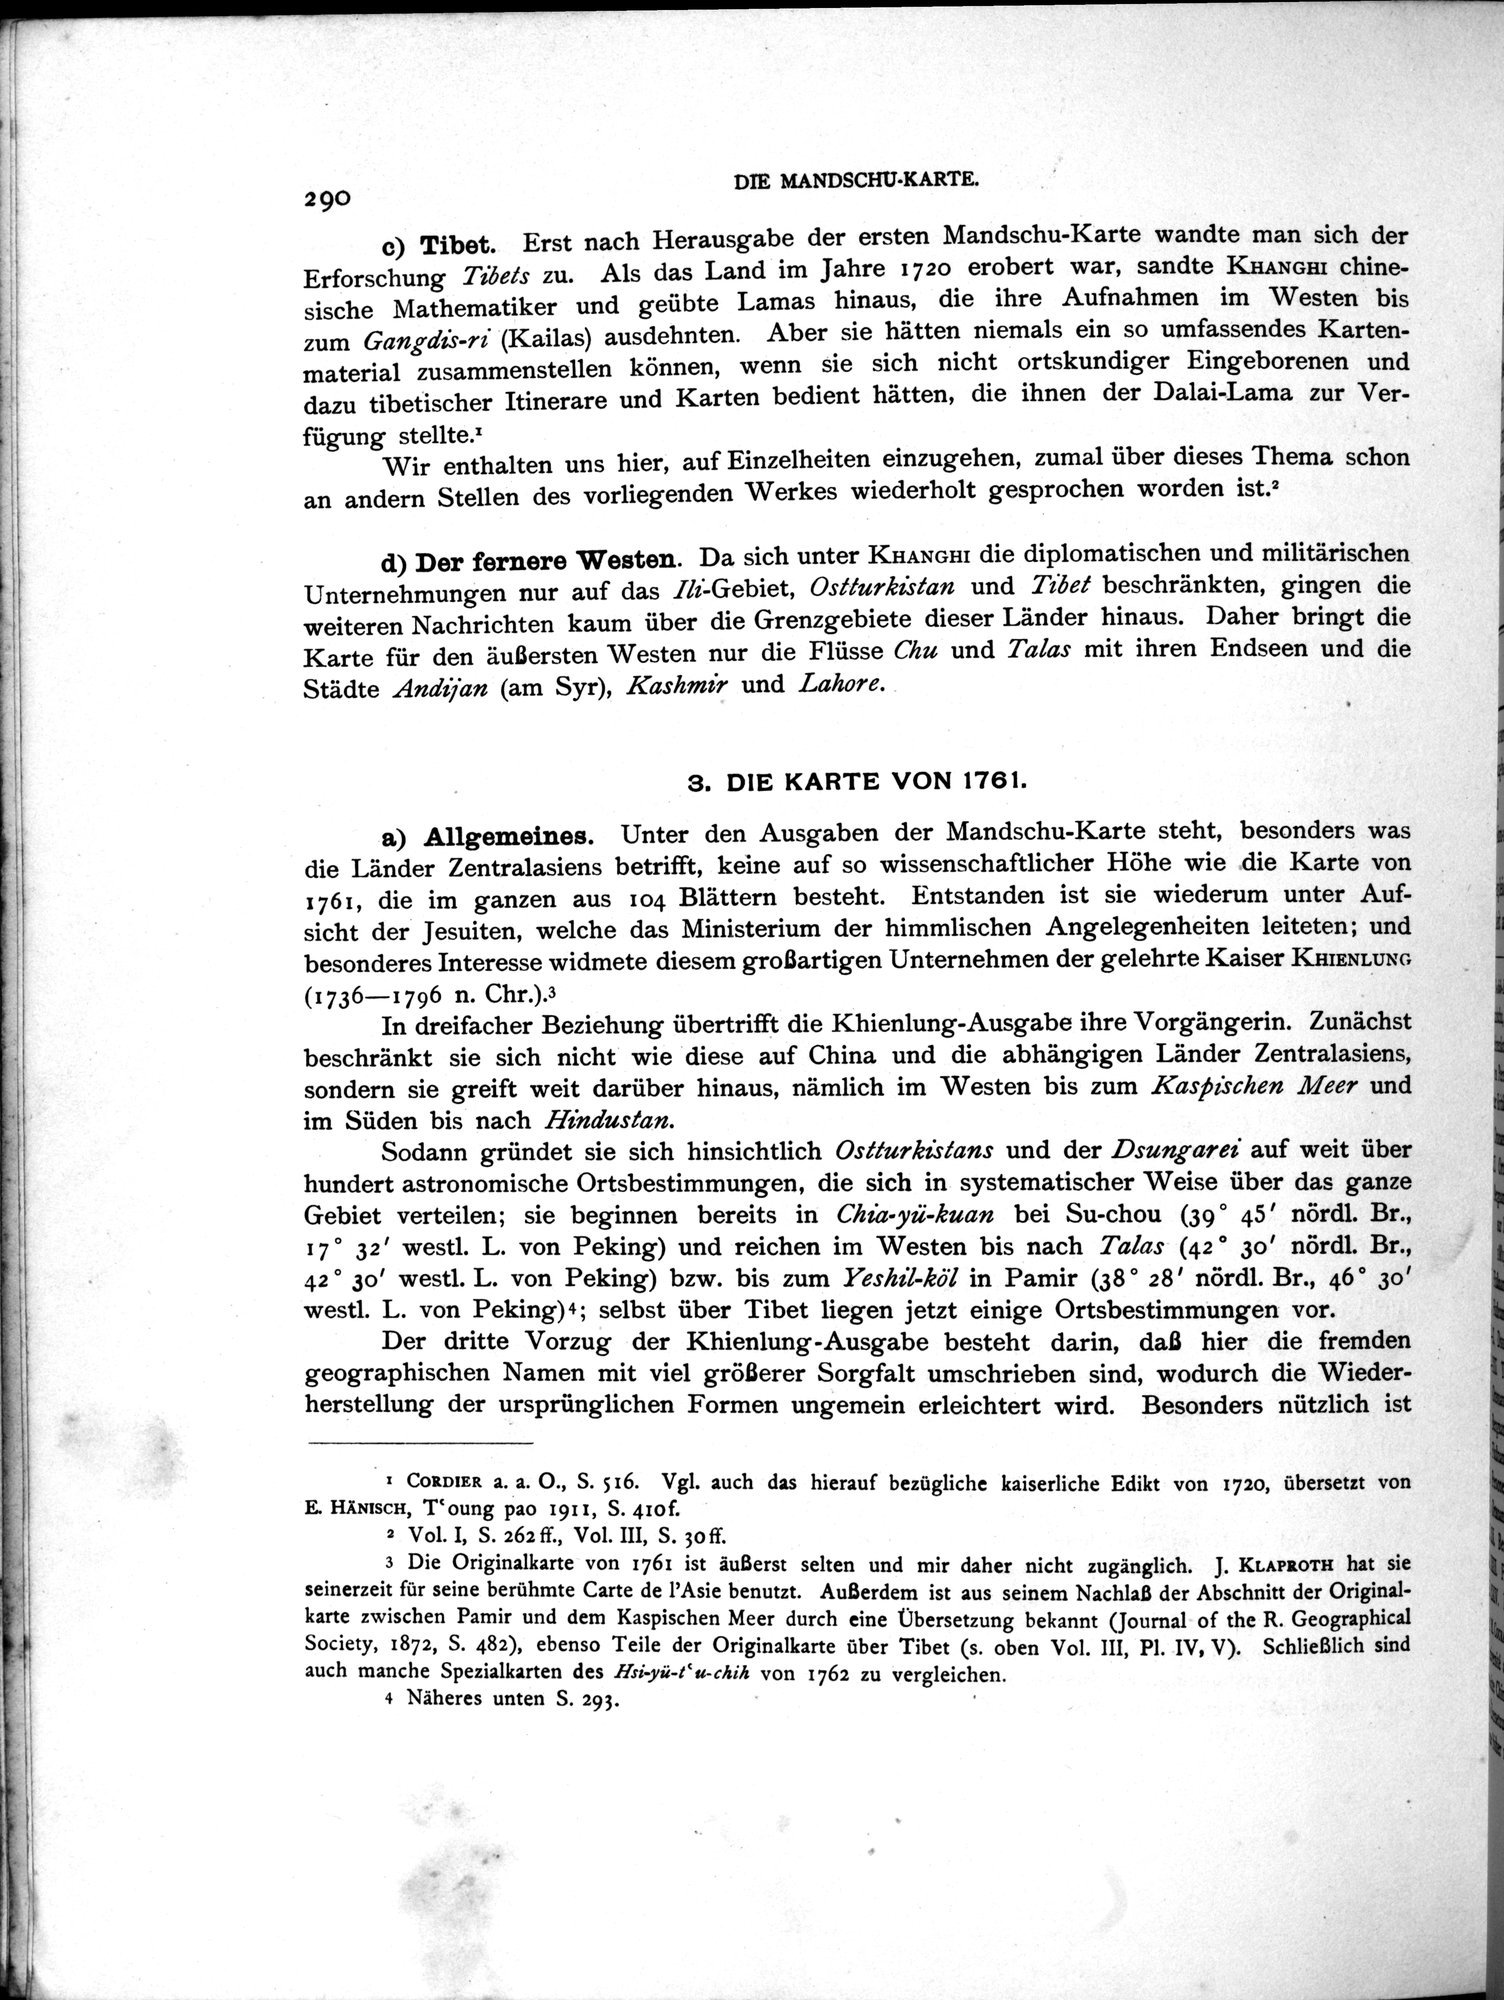 290
DIE MANDSCHU-KARTE.
c) Tibet. Erst nach Herausgabe der ersten Mandschu-Karte wandte man sich der
Erforschung Tibets zu. Als das Land im Jahre 1720 erobert war, sandte KHANGHI chine-
sische Mathematiker und geübte Lamas hinaus, die ihre Aufnahmen im Westen bis
zum Gangdis-ri (Kailas) ausdehnten. Aber sie hätten niemals ein so umfassendes Karten-
material zusammenstellen können, wenn sie sich nicht ortskundiger Eingeborenen und
dazu tibetischer Itinerare und Karten bedient hätten, die ihnen der Dalai-Lama zur Ver-
fügung stellte.¹
Wir enthalten uns hier, auf Einzelheiten einzugehen, zumal über dieses Thema schon
an andern Stellen des vorliegenden Werkes wiederholt gesprochen worden ist.²
d) Der fernere Westen. Da sich unter KHANGHI die diplomatischen und militärischen
Unternehmungen nur auf das Ili-Gebiet, Ostturkistan und Tibet beschränkten, gingen die
weiteren Nachrichten kaum über die Grenzgebiete dieser Länder hinaus. Daher bringt die
Karte für den äußersten Westen nur die Flüsse Chu und Talas mit ihren Endseen und die
Städte Andijan (am Syr), Kashmir und Lahore.
3. DIE KARTE VON 1761.
a) Allgemeines. Unter den Ausgaben der Mandschu-Karte steht, besonders was
die Länder Zentralasiens betrifft, keine auf so wissenschaftlicher Höhe wie die Karte von
1761, die im ganzen aus 104 Blättern besteht. Entstanden ist sie wiederum unter Auf-
sicht der Jesuiten, welche das Ministerium der himmlischen Angelegenheiten leiteten; und
besonderes Interesse widmete diesem großartigen Unternehmen der gelehrte Kaiser KHIENLUNG
(1736—1796 n. Chr.).³
In dreifacher Beziehung übertrifft die Khienlung-Ausgabe ihre Vorgängerin. Zunächst
beschränkt sie sich nicht wie diese auf China und die abhängigen Länder Zentralasiens,
sondern sie greift weit darüber hinaus, nämlich im Westen bis zum Kaspischen Meer und
im Süden bis nach Hindustan.
Sodann gründet sie sich hinsichtlich Ostturkistans und der Dsungarei auf weit über
hundert astronomische Ortsbestimmungen, die sich in systematischer Weise über das ganze
Gebiet verteilen; sie beginnen bereits in Chia-yü-kuan bei Su-chou (39° 45′ nördl. Br.,
17° 32′ westl. L. von Peking) und reichen im Westen bis nach Talas (42° 30′ nördl. Br.,
42° 30′ westl. L. von Peking) bzw. bis zum Yeshil-köl in Pamir (38° 28′ nördl. Br., 46° 30′
westl. L. von Peking)⁴; selbst über Tibet liegen jetzt einige Ortsbestimmungen vor.
Der dritte Vorzug der Khienlung-Ausgabe besteht darin, daß hier die fremden
geographischen Namen mit viel größerer Sorgfalt umschrieben sind, wodurch die Wieder-
herstellung der ursprünglichen Formen ungemein erleichtert wird. Besonders nützlich ist
1 CORDIER a. a. O., S. 516. Vgl. auch das hierauf bezügliche kaiserliche Edikt von 1720, übersetzt von
E. HÄNISCH, Tʻoung pao 1911, S. 410f.
2 Vol. I, S. 262ff., Vol. III, S. 30ff.
3 Die Originalkarte von 1761 ist äußerst selten und mir daher nicht zugänglich. J. KLAPROTH hat sie
seinerzeit für seine berühmte Carte de l'Asie benutzt. Außerdem ist aus seinem Nachlaß der Abschnitt der Original-
karte zwischen Pamir und dem Kaspischen Meer durch eine Übersetzung bekannt (Journal of the R. Geographical
Society, 1872, S. 482), ebenso Teile der Originalkarte über Tibet (s. oben Vol. III, Pl. IV, V). Schließlich sind
auch manche Spezialkarten des Hsi-yü-tʻu-chih von 1762 zu vergleichen.
4 Näheres unten S. 293.